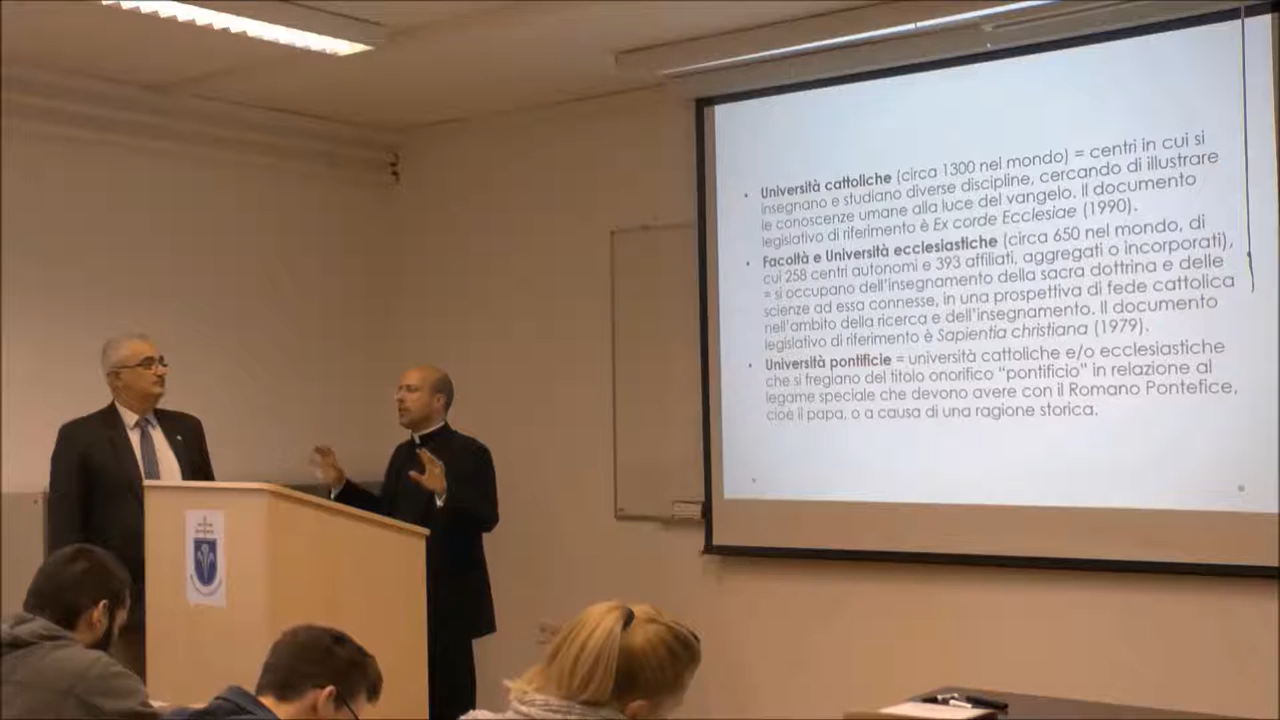 • Università cattoliche (circa 1300 nel mondo) = centri in cui si
insegnano e studiano diverse discipline, cercando di illustrare
le conoscenze umane alla luce del vangelo. Il documento
legislativo di riferimento è Ex corde Ecclesiae (1990).
• Facoltà e Università ecclesiastiche (circa 650 nel mondo, di
cui 258 centri autonomi e 393 affiliati, aggregati o incorporati),
= si occupano dell'insegnamento della sacra dottrina e delle
scienze ad essa connesse, in una prospettiva di fede cattolica
nell'ambito della ricerca e dell'insegnamento. Il documento
legislativo di riferimento è Sapientia christiana (1979).
• Università pontificie = università cattoliche e/o ecclesiastiche
che si fregiano del titolo onorifico "pontificio" in relazione al
legame speciale che devono avere con il Romano Pontefice,
cioè il papa, o a causa di una ragione storica.